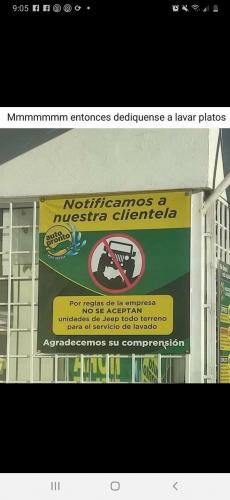 9:05
Mmmmmmm entonces dediquense a lavar platos
Notificamos a
nuestra clientela
auto
pronto
Por reglas de la empresa
NO SE ACEPTAN
unidades de Jeep todo terreno
para el servicio de lavado
Agradecemos su comprensión